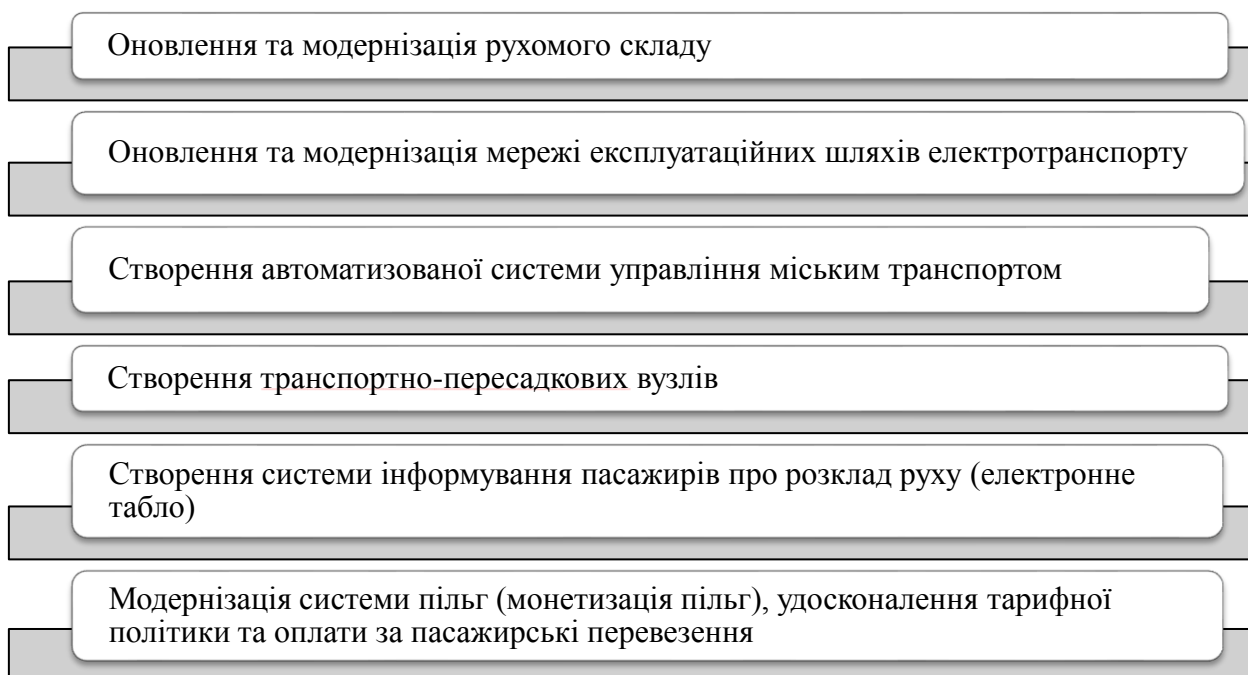 Оновлення та модернізація рухомого складу
Оновлення та модернізація мережі експлуатаційних шляхів електротранспорту
Створення автоматизованої системи управління міським транспортом
Створення транспортно-пересадкових вузлів
Створення системи інформування пасажирів про розклад руху (електронне
табло)
Модернізація системи пільг (монетизація пільг), удосконалення тарифної
політики та оплати за пасажирські перевезення